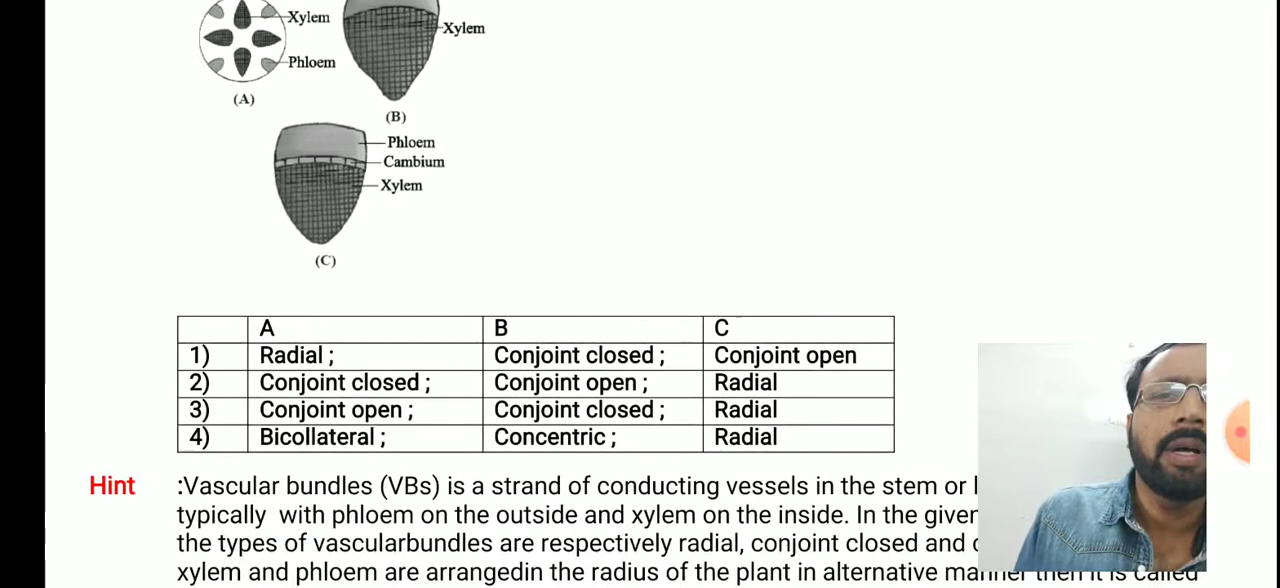 Xylem
Xylem
Phloem
(A)
(B)
Phloem
Cambium
Xylem
(C)
A B C
1) Radial ; Conjoint closed ; Conjoint open
2) Conjoint closed ; Conjoint open ; Radial
3) Conjoint open ; Conjoint closed ; Radial
4) Bicollateral ; Concentric ; Radial
Hint :Vascular bundles (VBs) is a strand of conducting vessels in the stem or
typically with phloem on the outside and xylem on the inside. In the given
the types of vascularbundles are respectively radial, conjoint closed and
xylem and phloem are arrangedin the radius of the plant in alternative manner then it is called